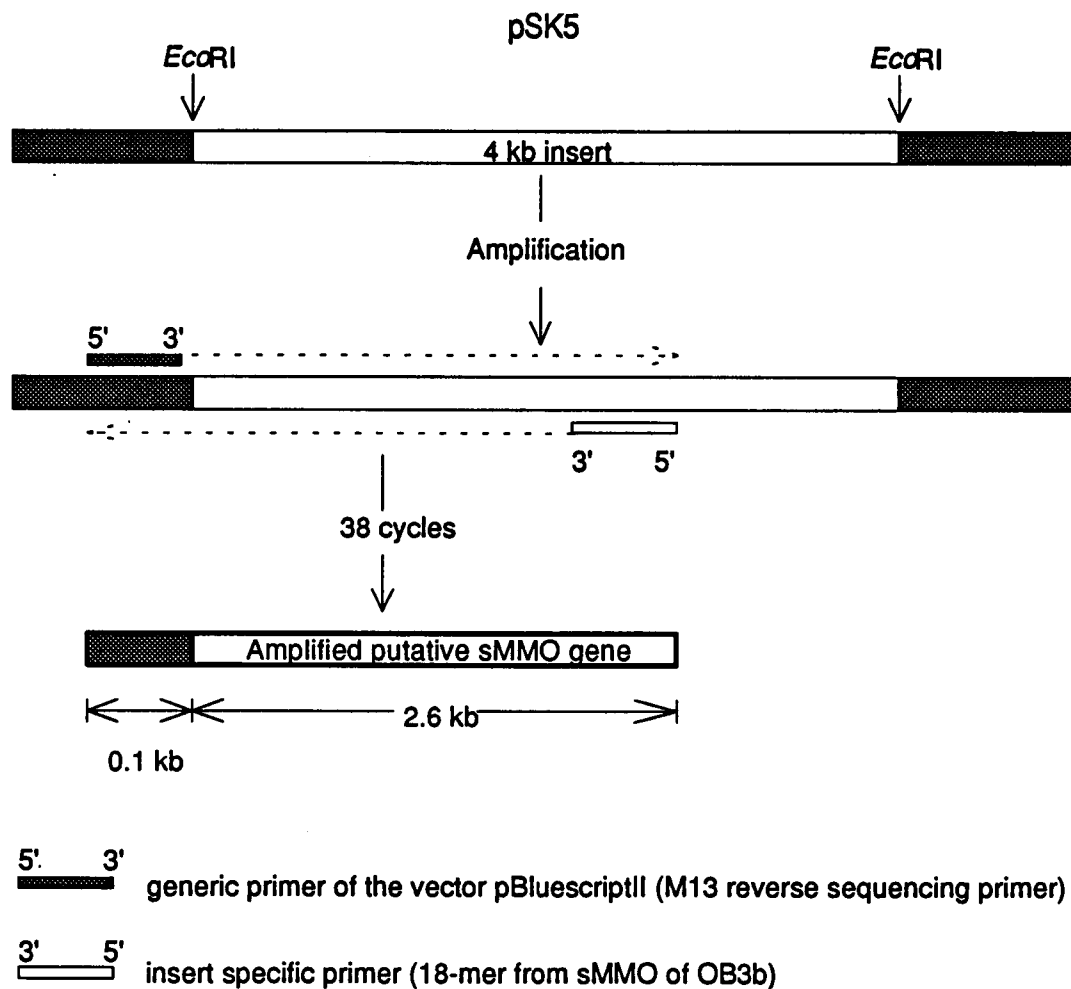 pSK5
EcoRI EcoRI
4 kb insert
Amplification
5' 3'
3' 5'
38 cycles
Amplified putative sMMO gene
2.6 kb
0.1 kb
5' 3'
generic primer of the vector pBluescriptII (M13 reverse sequencing primer)
3' 5'
insert specific primer (18-mer from sMMO of OB3b)